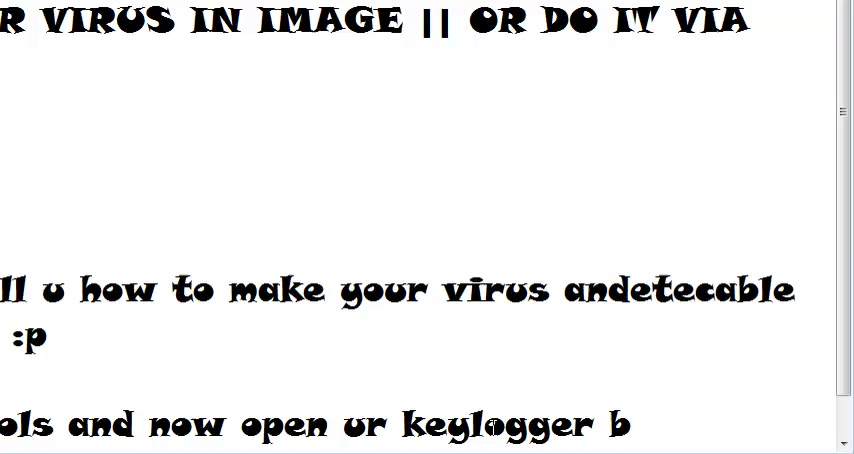 R VIRUS IN IMAGE || OR DO IT VIA
ll u how to make your virus andetecable
:p
ols and now open ur keylogger b